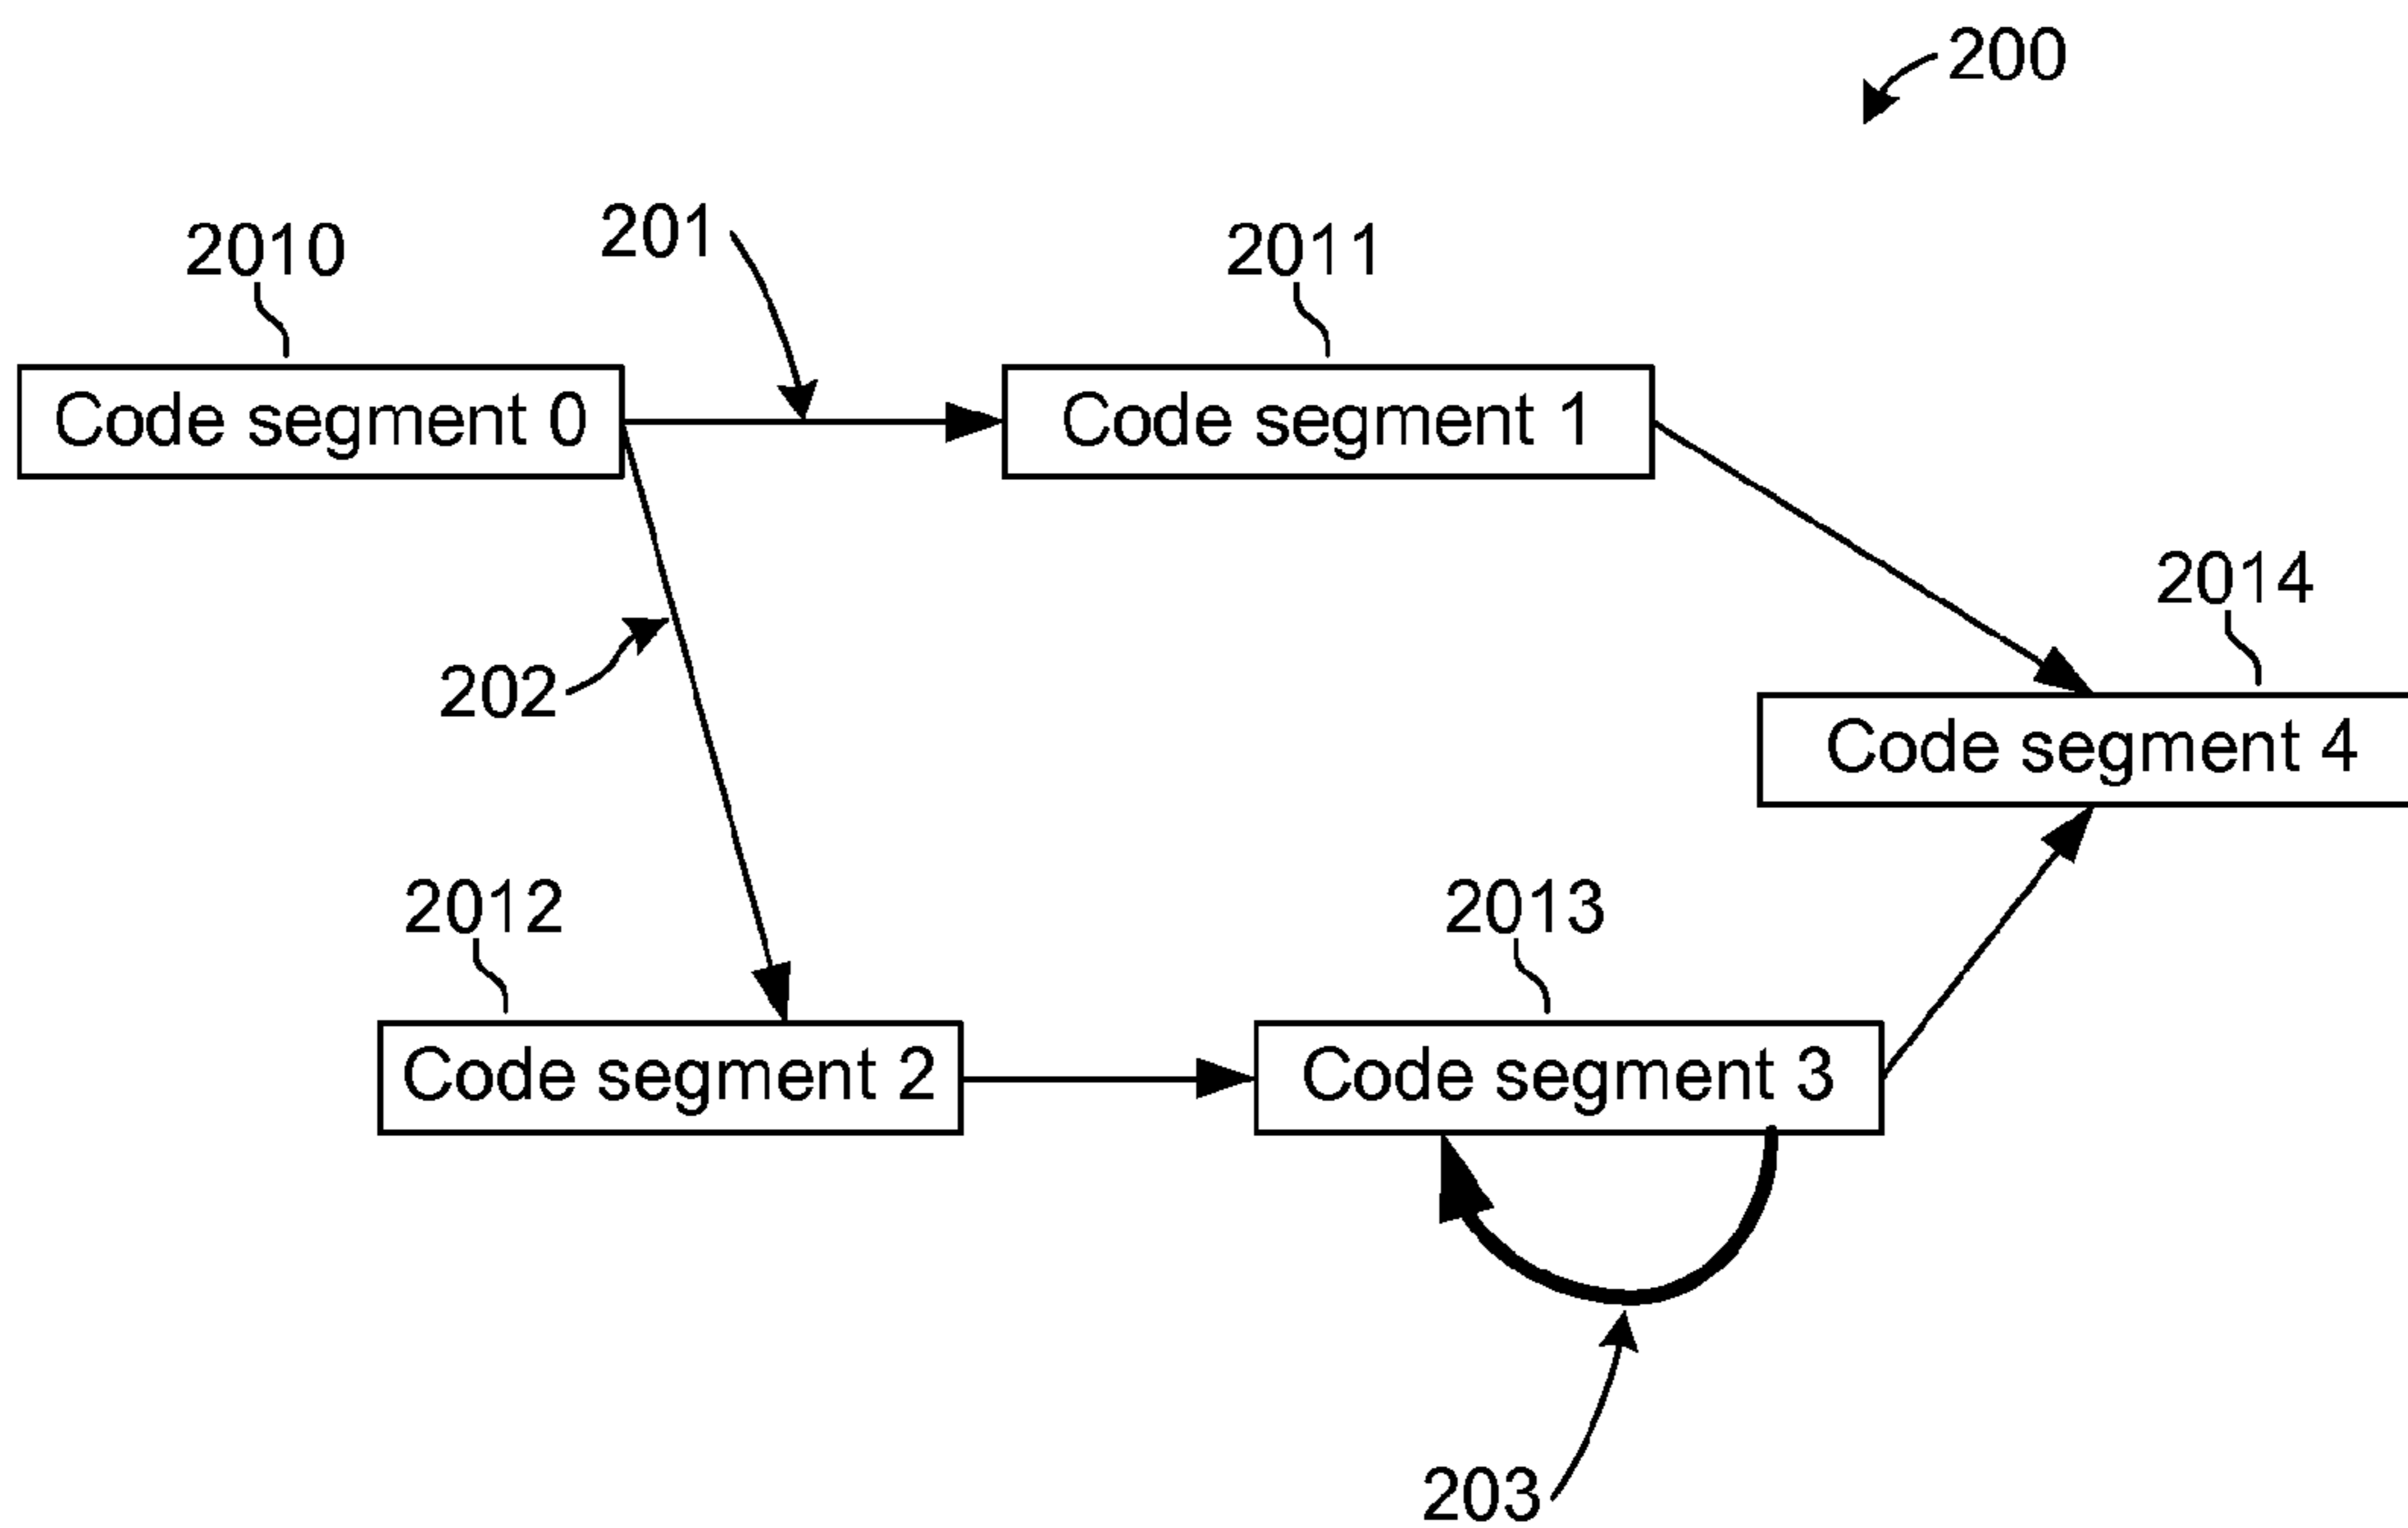 200
2010
201
2011
Code segment 0
Code segment 1
2014
202
Code segment 4
2012
2013
Code segment 2
Code segment 3
203